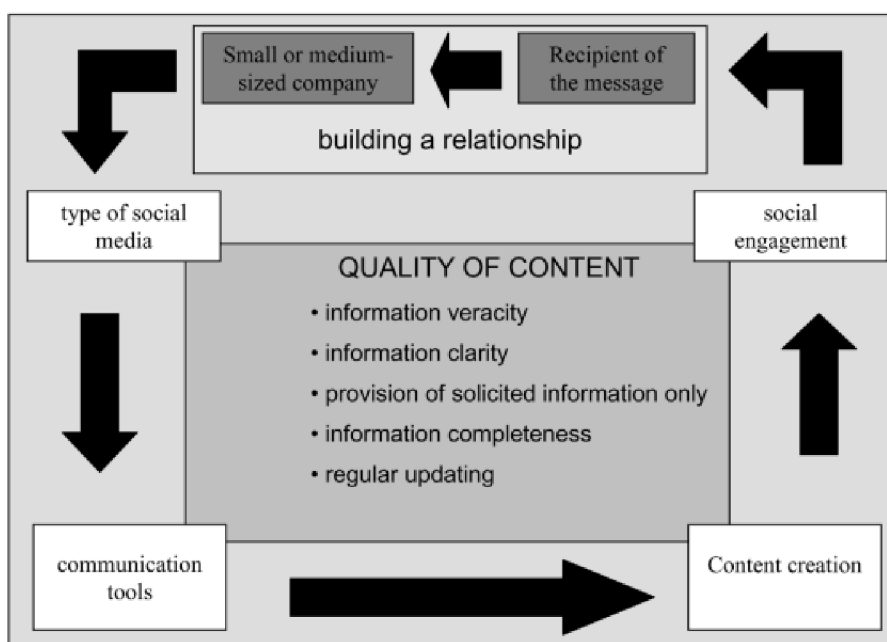 Small or medium-
sized company
Recipient of
the message
building a relationship
type of social
media
social
engagement
QUALITY OF CONTENT
• information veracity
• information clarity
• provision of solicited information only
• information completeness
• regular updating
communication
tools
Content creation